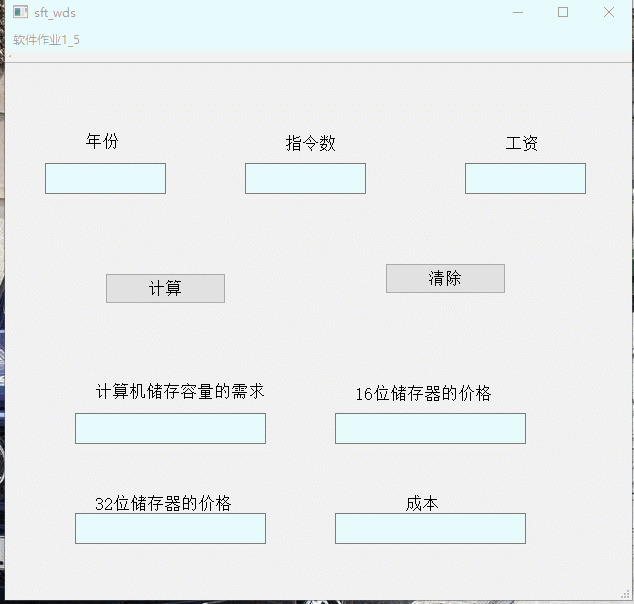 sft_wds
软件作业1_5
年份
指令数
工资
计算
清除
计算机储存容量的需求
16位储存器的价格
32位储存器的价格
成本